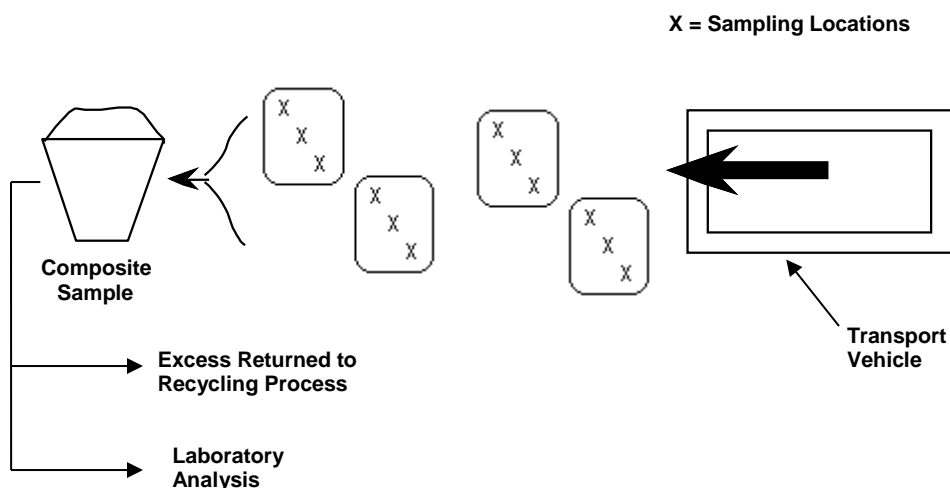 X = Sampling Locations
X
X
X
X
X
X
X
X
X
X
X
X
Composite
Sample
Transport
Vehicle
Excess Returned to
Recycling Process
Laboratory
Analysis